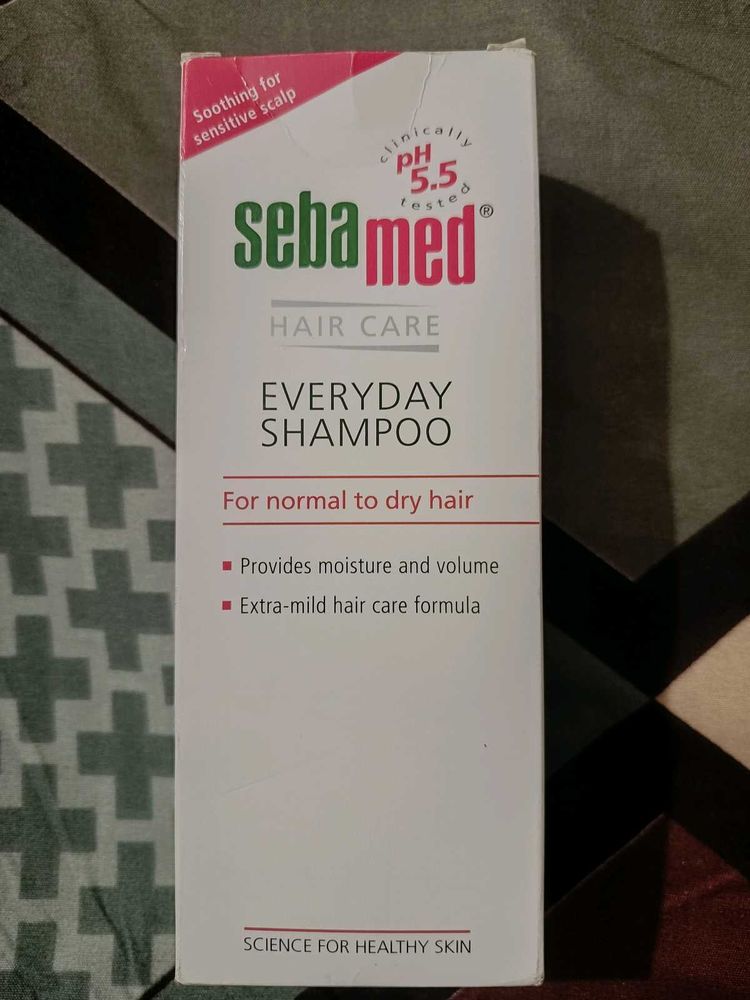 Soothing for
sensitive scalp
clinically
pH
5.5
tested
sebamed®
HAIR CARE
EVERYDAY
SHAMPOO
For normal to dry hair
▪ Provides moisture and volume
▪ Extra-mild hair care formula
SCIENCE FOR HEALTHY SKIN